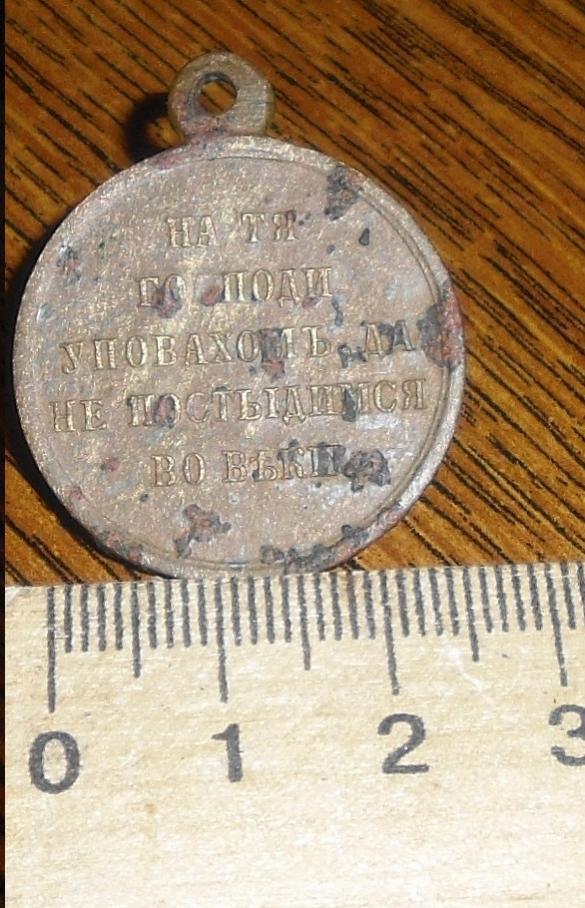 НА ТЯ
ГОСПОДИ
УПОВАХОМЪ ДА
НЕ ПОСТЫДИМСЯ
ВО ВѢКИ
0 1 2 3